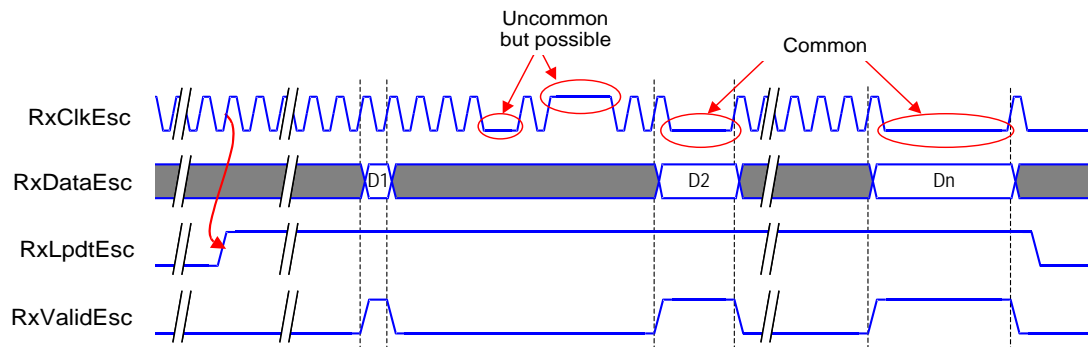 Uncommon
but possible
Common
RxClkEsc
RxDataEsc
D1
D2
Dn
RxLpdtEsc
RxValidEsc